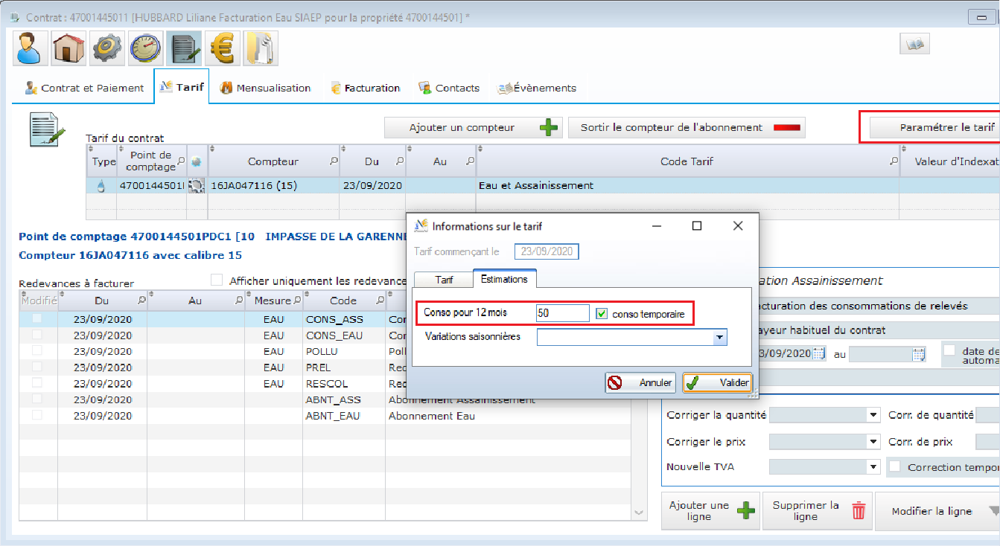 Contrat : 47001445011 [HUBBARD Liliane Facturation Eau SIAEP pour la propriété 4700144501] *
Contrat et Paiement Tarif Mensualisation Facturation Contacts Évènements
Ajouter un compteur Sortir le compteur de l'abonnement Paramétrer le tarif
Tarif du contrat
Type Point de comptage Compteur Du Au Code Tarif Valeur d'Indexat
4700144501 16JA047116 (15) 23/09/2020 Eau et Assainissement
Informations sur le tarif
Tarif commençant le 23/09/2020
Tarif Estimations
Conso pour 12 mois 50 conso temporaire
Variations saisonnières
Annuler Valider
Point de comptage 4700144501PDC1 [10 IMPASSE DE LA GARENNE
Compteur 16JA047116 avec calibre 15
Redevances à facturer Afficher uniquement les redevance
Modifié Du Au Mesure Code
23/09/2020 EAU CONS_ASS Cor
23/09/2020 EAU CONS_EAU Cor
23/09/2020 EAU POLLU Poll
23/09/2020 EAU PREL Rec
23/09/2020 EAU RESCOL Rec
23/09/2020 ABNT_ASS Abonnement Assainissement
23/09/2020 ABNT_EAU Abonnement Eau
ation Assainissement
acturation des consommations de relevés
ayeur habituel du contrat
3/09/2020 au date de
automa
Corriger la quantité Corr. de quantité
Corriger le prix Corr. de prix
Nouvelle TVA Correction tempor
Ajouter une ligne Supprimer la ligne Modifier la ligne